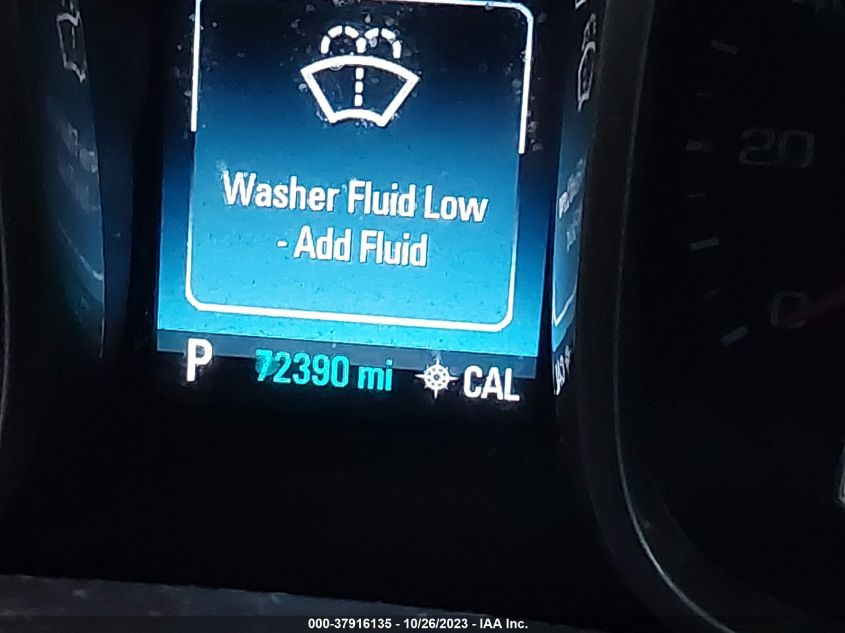 Washer Fluid Low
- Add Fluid
P 72390 mi CAL
20
0
000-37916135 - 10/26/2023 - IAA Inc.